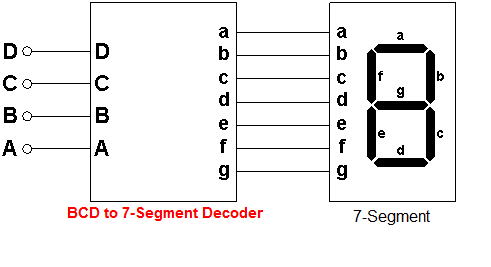 a a a
D D b b f b
C C c c g
B B d d e c
A A e e d
f f
g g
BCD to 7-Segment Decoder
7-Segment